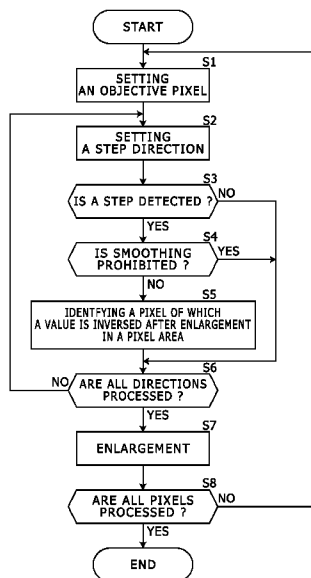 START
S1
SETTING
AN OBJECTIVE PIXEL
S2
SETTING
A STEP DIRECTION
S3
IS A STEP DETECTED ?
NO
YES
S4
IS SMOOTHING
PROHIBITED ?
YES
NO
S5
IDENTFYING A PIXEL OF WHICH
A VALUE IS INVERSED AFTER ENLARGEMENT
IN A PIXEL AREA
S6
NO
ARE ALL DIRECTIONS
PROCESSED ?
YES
S7
ENLARGEMENT
S8
ARE ALL PIXELS
PROCESSED ?
NO
YES
END